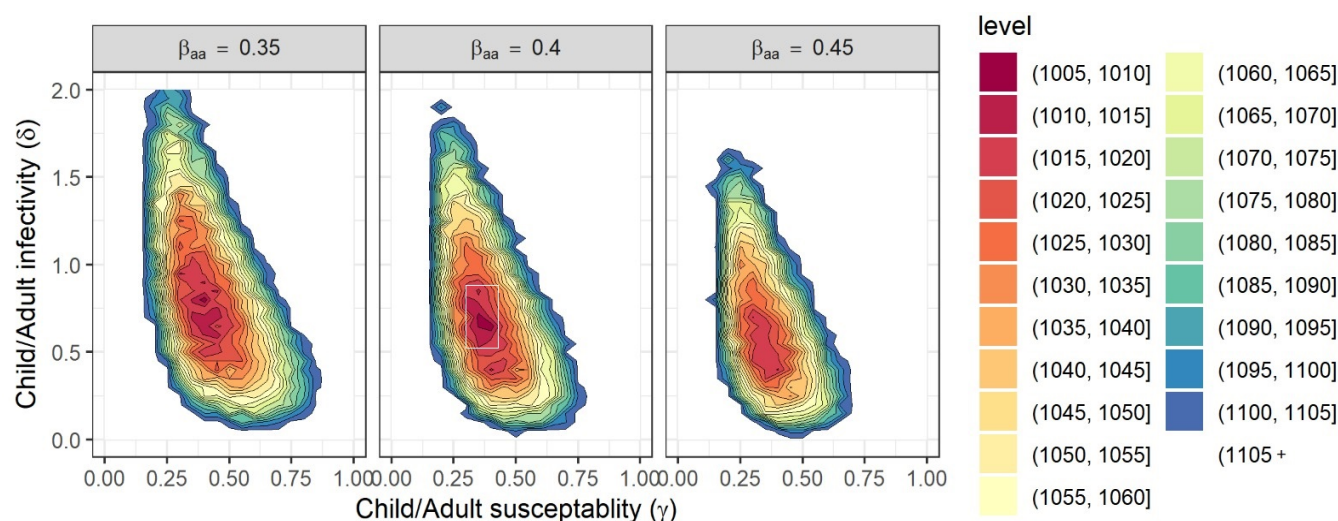 βaa = 0.35
βaa = 0.4
βaa = 0.45
Child/Adult infectivity (δ)
2.0
1.5
1.0
0.5
0.0
0.00 0.25 0.50 0.75 1.00
0.00 0.25 0.50 0.75 1.00
0.00 0.25 0.50 0.75 1.00
Child/Adult susceptablity (γ)
level
(1005, 1010]
(1010, 1015]
(1015, 1020]
(1020, 1025]
(1025, 1030]
(1030, 1035]
(1035, 1040]
(1040, 1045]
(1045, 1050]
(1050, 1055]
(1055, 1060]
(1060, 1065]
(1065, 1070]
(1070, 1075]
(1075, 1080]
(1080, 1085]
(1085, 1090]
(1090, 1095]
(1095, 1100]
(1100, 1105]
(1105 +